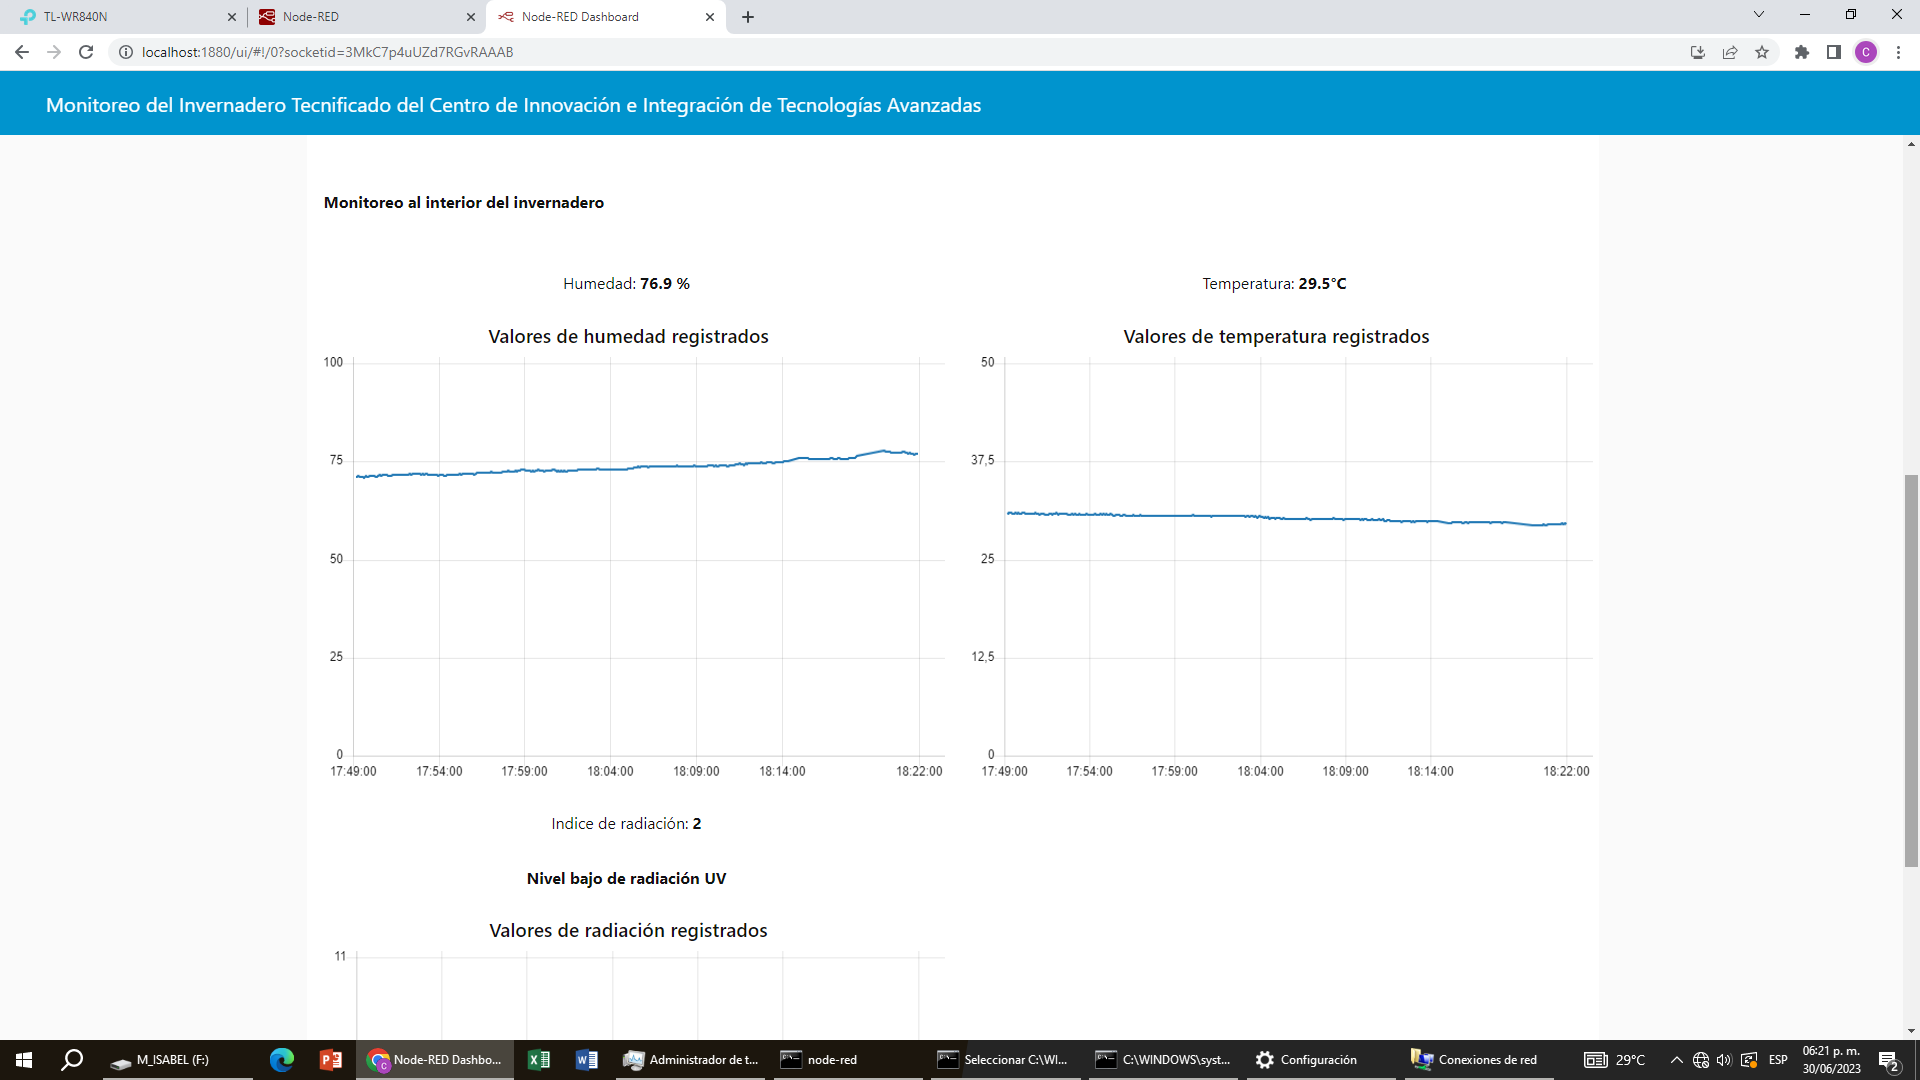 TL-WR840N
Node-RED
Node-RED Dashboard
localhost:1880/ui/#!/0?socketid=3MkC7p4uUZd7RGvRAAAB
C
Monitoreo del Invernadero Tecnificado del Centro de Innovación e Integración de Tecnologías Avanzadas
Monitoreo al interior del invernadero
Humedad: 76.9 %
Valores de humedad registrados
100
75
50
25
0
17:49:00 17:54:00 17:59:00 18:04:00 18:09:00 18:14:00 18:22:00
Temperatura: 29.5°C
Valores de temperatura registrados
50
37,5
25
12,5
0
17:49:00 17:54:00 17:59:00 18:04:00 18:09:00 18:14:00 18:22:00
Indice de radiación: 2
Nivel bajo de radiación UV
Valores de radiación registrados
11
M_ISABEL (F:)
Node-RED Dashbo...
Administrador de t...
node-red
Seleccionar C:\WI...
C:\WINDOWS\syst...
Configuración
Conexiones de red
29°C
ESP
06:21 p. m.
30/06/2023
2